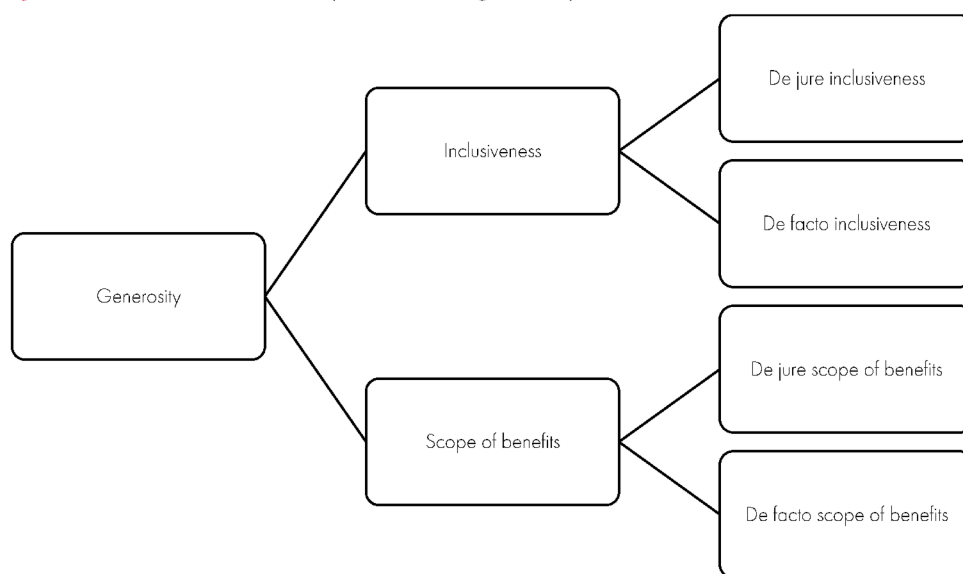 De jure inclusiveness
Inclusiveness
De facto inclusiveness
Generosity
De jure scope of benefits
Scope of benefits
De facto scope of benefits